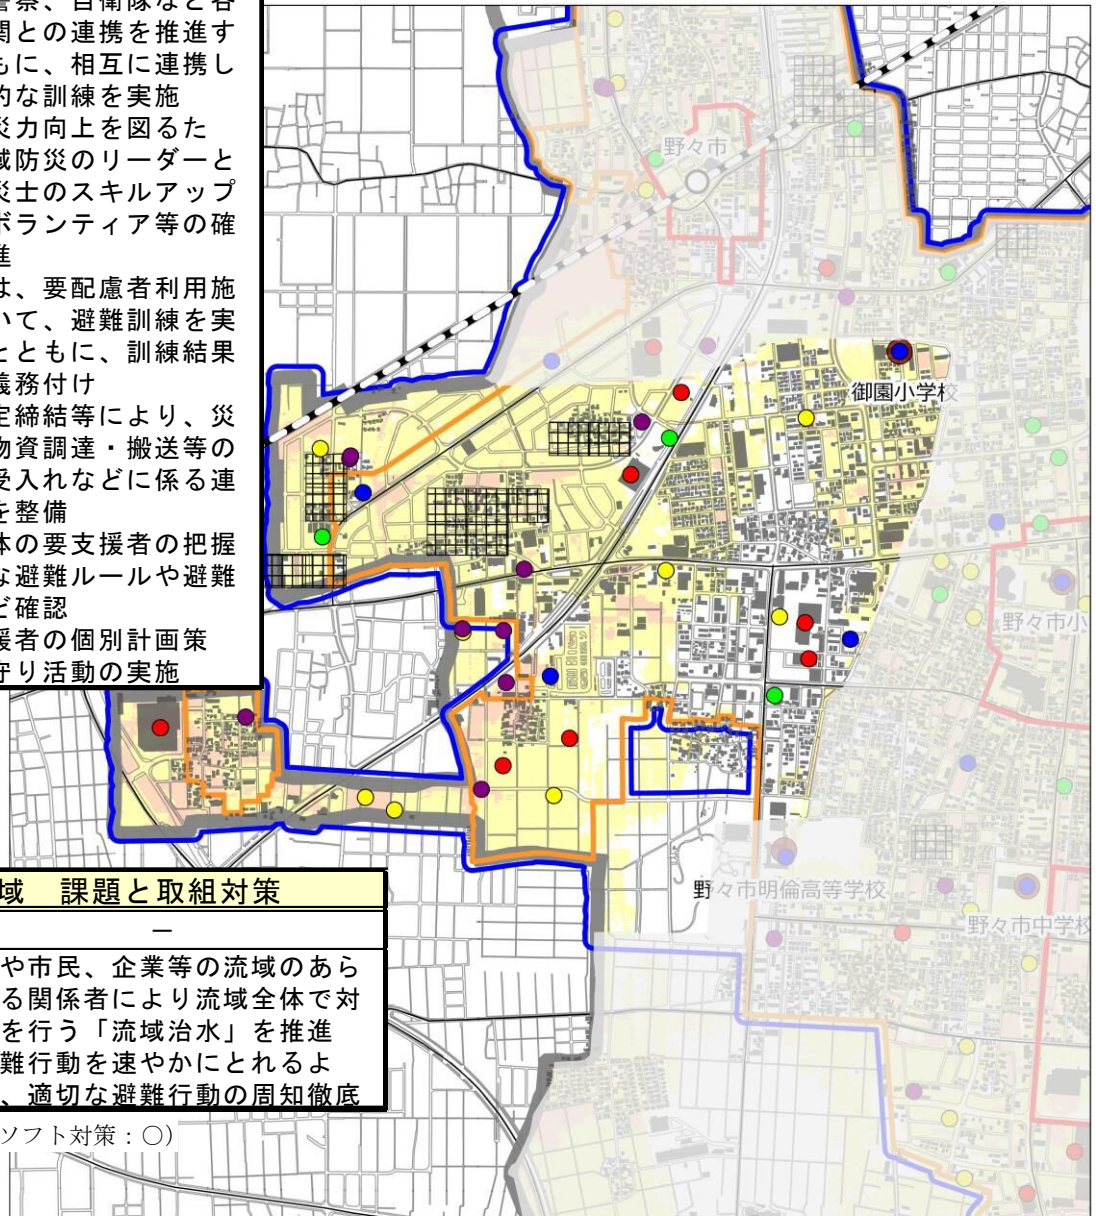 警察、自衛隊など各
関との連携を推進す
もに、相互に連携し
的な訓練を実施
災力向上を図るた
域防災のリーダーと
災士のスキルアップ
ボランティア等の確
進
は、要配慮者利用施
いて、避難訓練を実
とともに、訓練結果
義務付け
定締結等により、災
物資調達・搬送等の
受入れなどに係る連
を整備
体の要支援者の把握
な避難ルールや避難
ど確認
援者の個別計画策
守り活動の実施
野々市
御園小学校
野々市小
野々市明倫高等学校
野々市中学校
域 課題と取組対策
－
や市民、企業等の流域のあら
る関係者により流域全体で対
を行う「流域治水」を推進
難行動を速やかにとれるよ
、適切な避難行動の周知徹底
ソフト対策：〇）